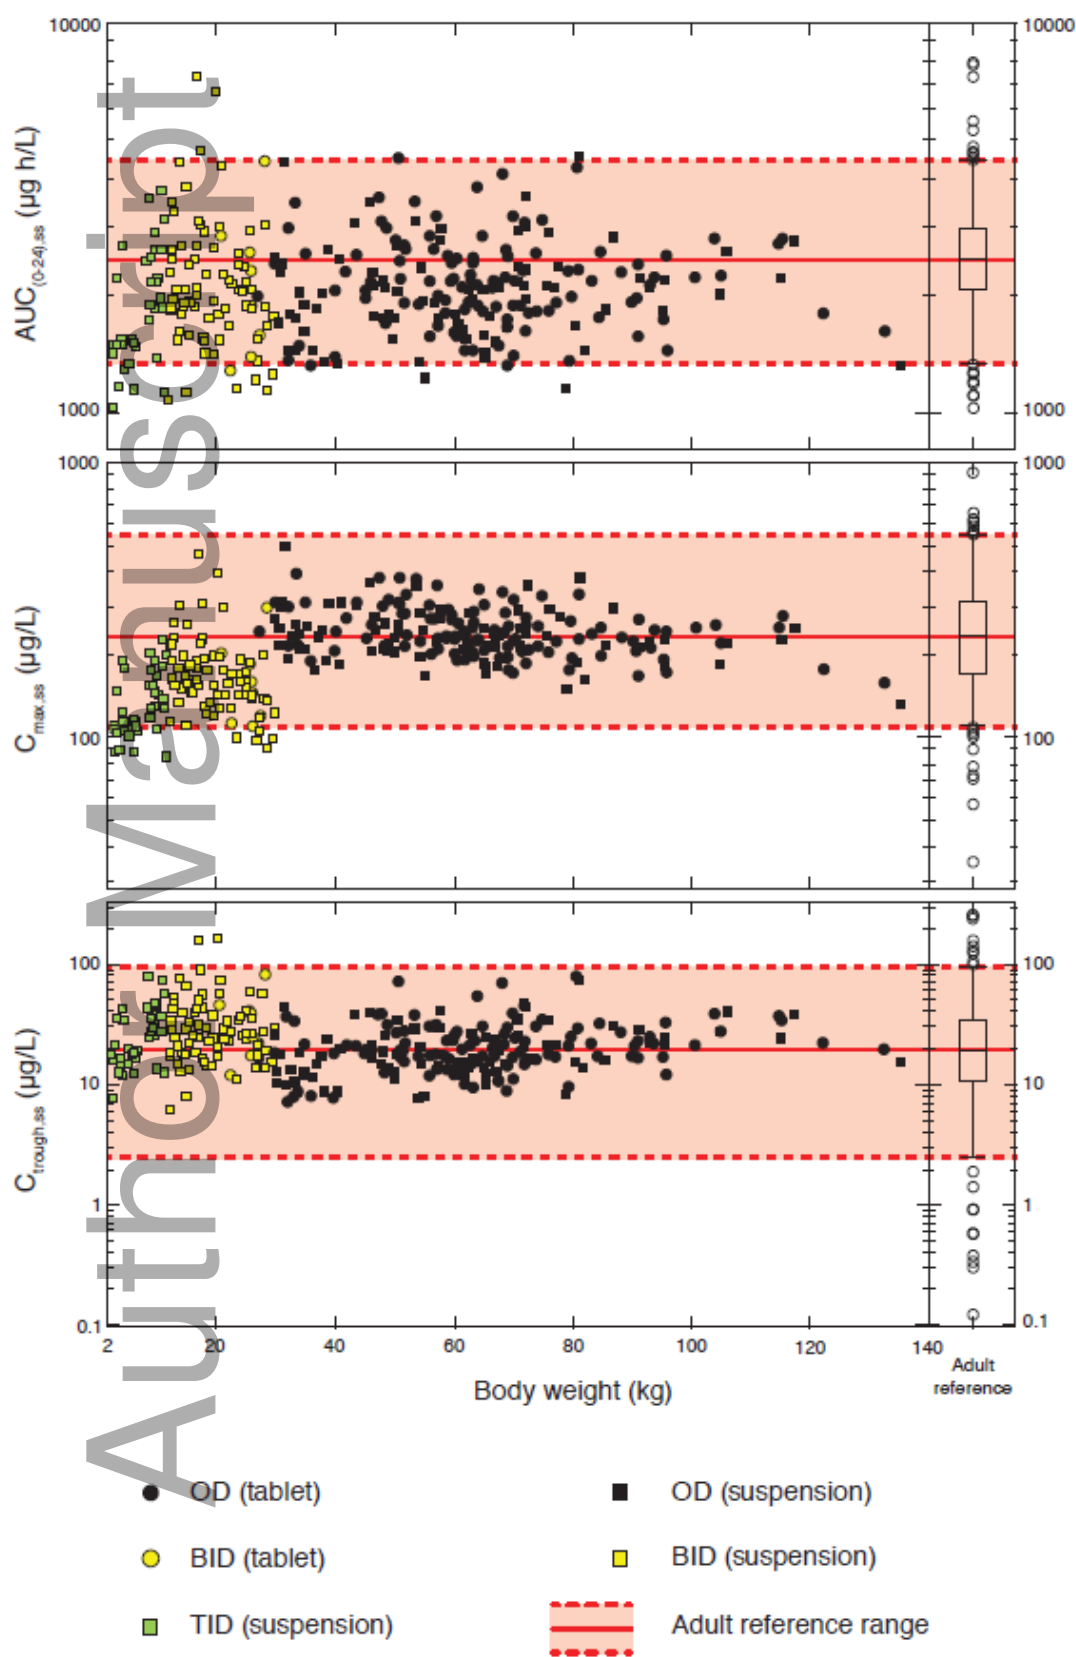 10000
10000
AUC(0-24),ss (µg h/L)
1000
1000
1000
1000
Cmax,ss (µg/L)
100
100
100
100
Ctrough,ss (µg/L)
10
10
1
1
0.1
0.1
2 20 40 60 80 100 120 140
Adult
reference
Body weight (kg)
Author Manuscript
OD (tablet)
OD (suspension)
BID (tablet)
BID (suspension)
TID (suspension)
Adult reference range